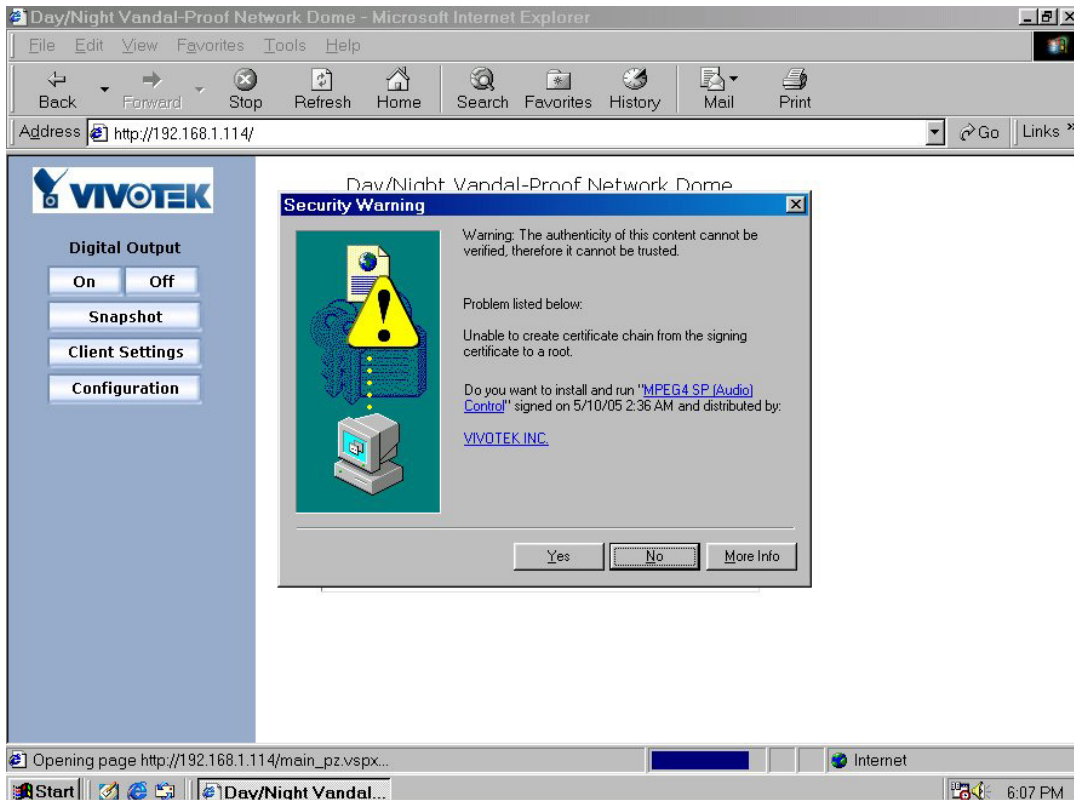 Day/Night Vandal-Proof Network Dome - Microsoft Internet Explorer
File Edit View Favorites Tools Help
Back Forward Stop Refresh Home Search Favorites History Mail Print
Address http://192.168.1.114/ Go Links »
VIVOTEK
Day/Night Vandal-Proof Network Dome
Digital Output
On Off
Snapshot
Client Settings
Configuration
Security Warning
Warning: The authenticity of this content cannot be
verified, therefore it cannot be trusted.
Problem listed below:
Unable to create certificate chain from the signing
certificate to a root.
Do you want to install and run "MPEG4 SP (Audio)
Control" signed on 5/10/05 2:36 AM and distributed by:
VIVOTEK INC.
Yes No More Info
Opening page http://192.168.1.114/main_pz.vspx... Internet
Start Day/Night Vandal... 6:07 PM